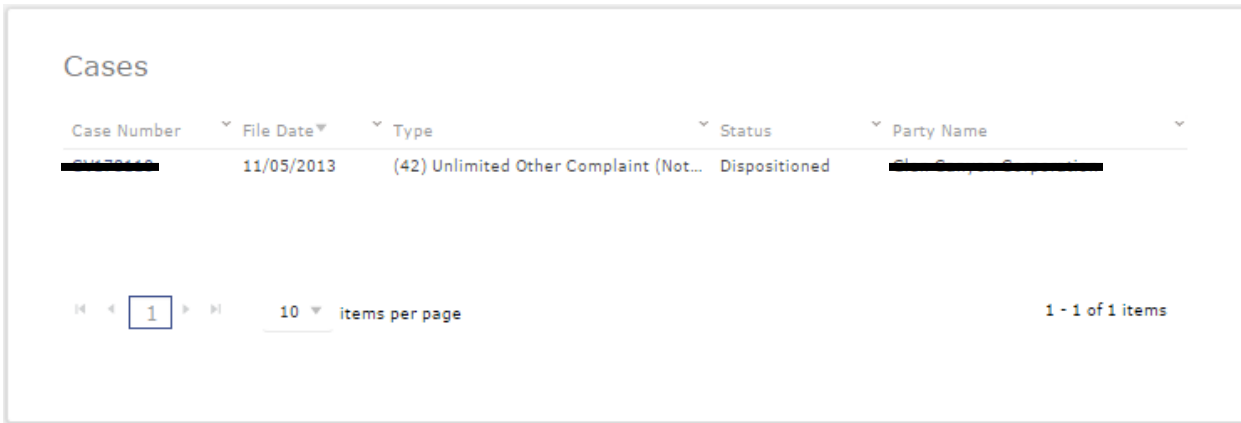 Cases
Case Number File Date Type Status Party Name
11/05/2013 (42) Unlimited Other Complaint (Not... Dispositioned
1 10 items per page 1 - 1 of 1 items